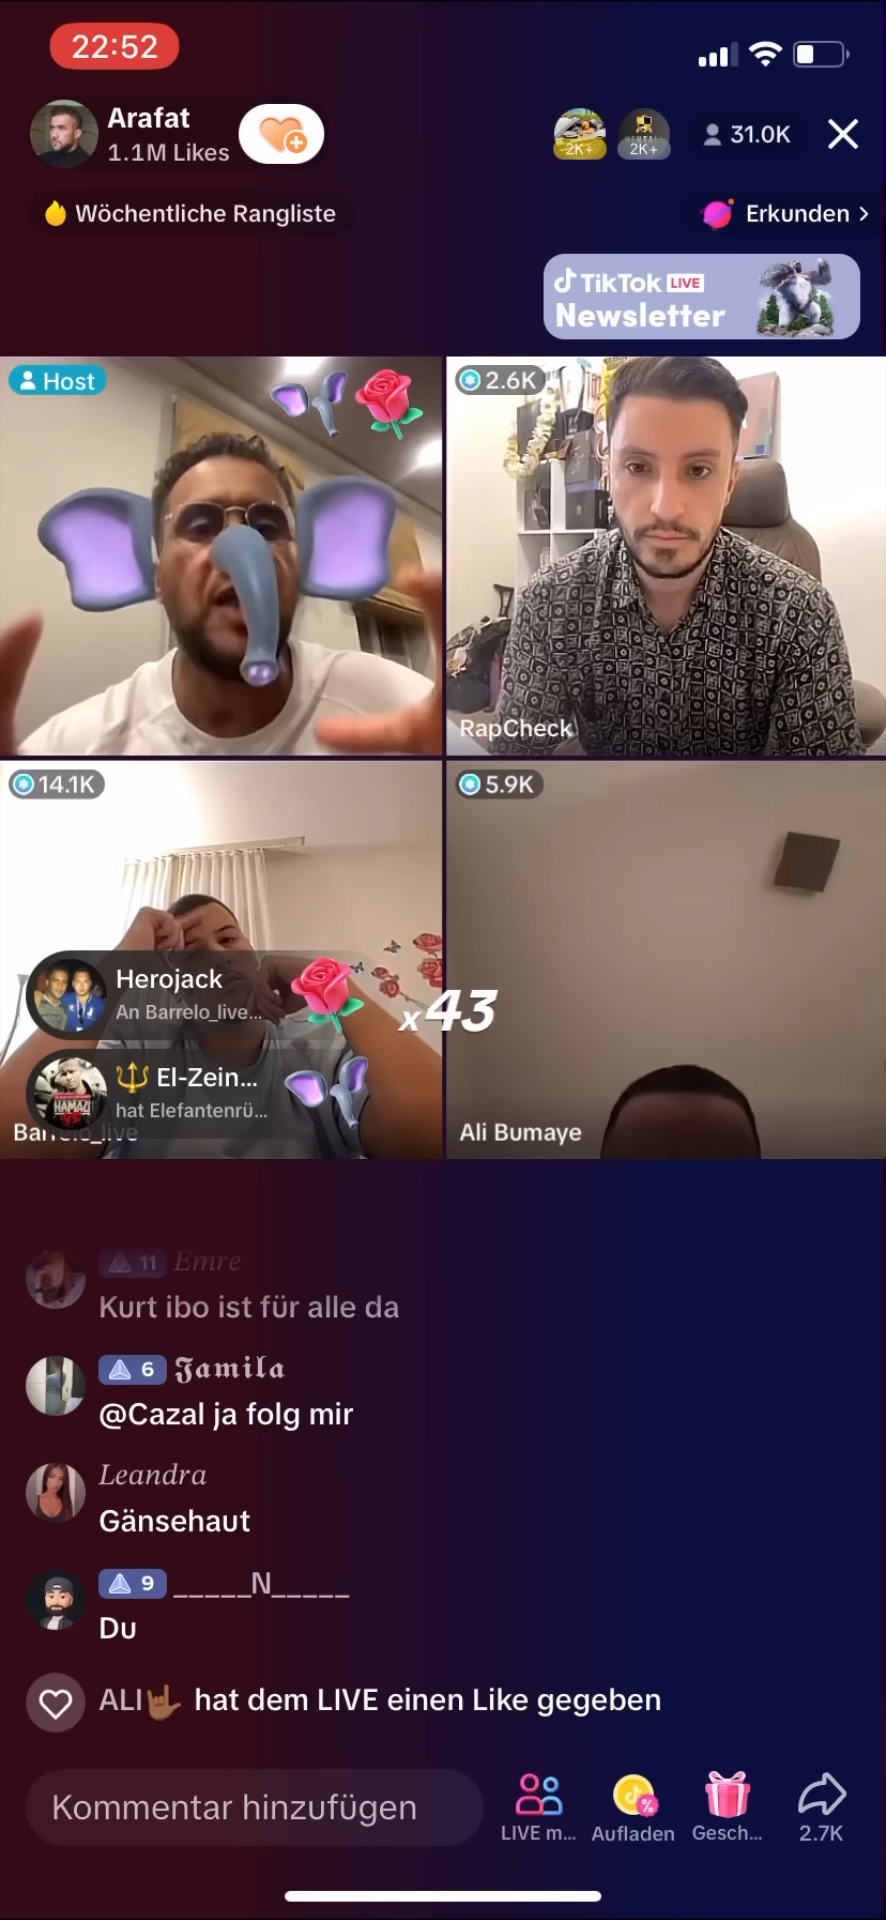 22:52
Arafat
1.1M Likes
2K+
2K+
31.0K
Wöchentliche Rangliste
Erkunden >
TikTok LIVE
Newsletter
Host
2.6K
RapCheck
14.1K
5.9K
Herojack
An Barrelo_live...
x43
El-Zein...
hat Elefantenrü...
HAMAZI
Ali Bumaye
11 Emre
Kurt ibo ist für alle da
6 𝕵𝖆𝖒𝖎𝖑𝖆
@Cazal ja folg mir
Leandra
Gänsehaut
9 _____N_____
Du
ALI hat dem LIVE einen Like gegeben
Kommentar hinzufügen
LIVE m...
Aufladen
Gesch...
2.7K